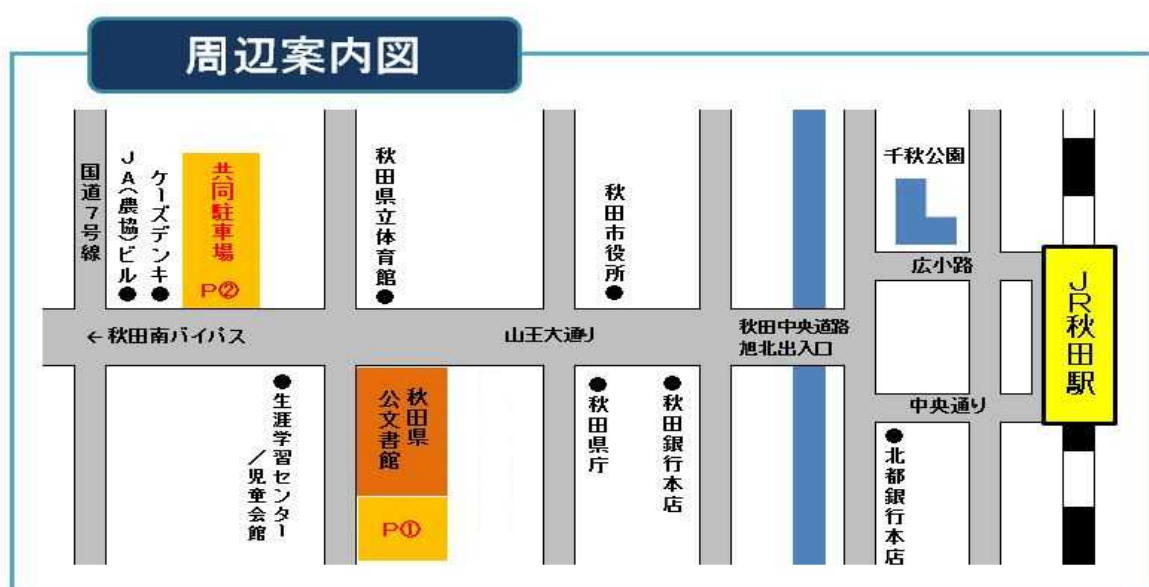 周辺案内図
国道7号線
JA(農協)ビル
ケーズデンキ
共同駐車場
P②
秋田県立体育館
秋田市役所
千秋公園
広小路
JR秋田駅
←秋田南バイパス
山王大通り
秋田中央道路
旭北出入口
中央通り
生涯学習センター
/児童会館
秋田県
公文書館
P①
秋田県庁
秋田銀行本店
北都銀行本店